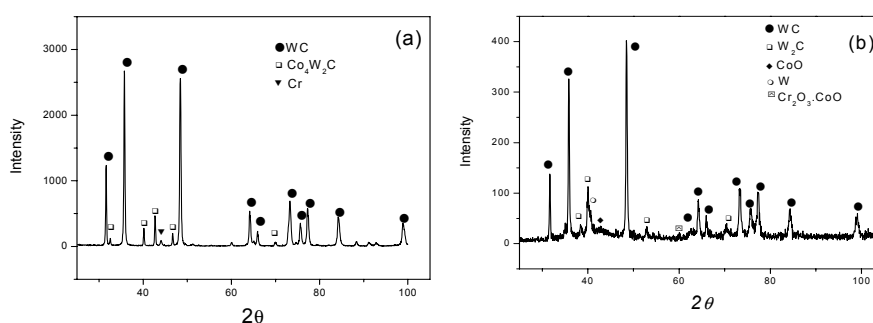 (a)
3000
2000
1000
0
Intensity
40
60
80
100
2θ
● WC
□ Co₄W₂C
▼ Cr
(b)
400
300
200
100
0
Intensity
40
60
80
100
2θ
● WC
□ W₂C
◆ CoO
○ W
⊠ Cr₂O₃.CoO